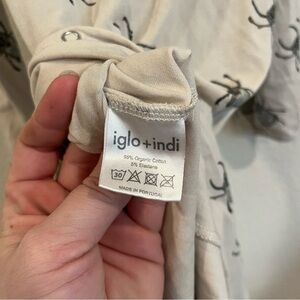 iglo+indi
95% Organic Cotton
5% Elastane
30
MADE IN PORTUGAL